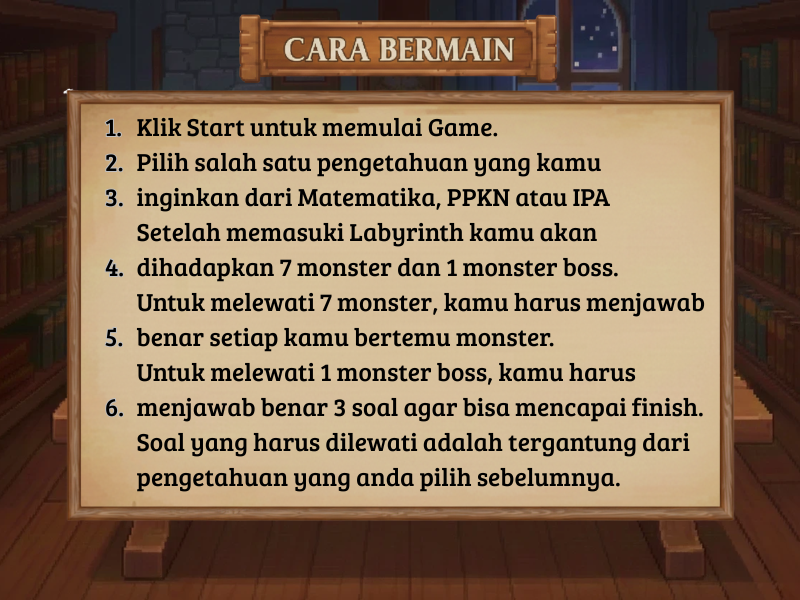 CARA BERMAIN
1. Klik Start untuk memulai Game.
2. Pilih salah satu pengetahuan yang kamu
3. inginkan dari Matematika, PPKN atau IPA
Setelah memasuki Labyrinth kamu akan
4. dihadapkan 7 monster dan 1 monster boss.
Untuk melewati 7 monster, kamu harus menjawab
5. benar setiap kamu bertemu monster.
Untuk melewati 1 monster boss, kamu harus
6. menjawab benar 3 soal agar bisa mencapai finish.
Soal yang harus dilewati adalah tergantung dari
pengetahuan yang anda pilih sebelumnya.